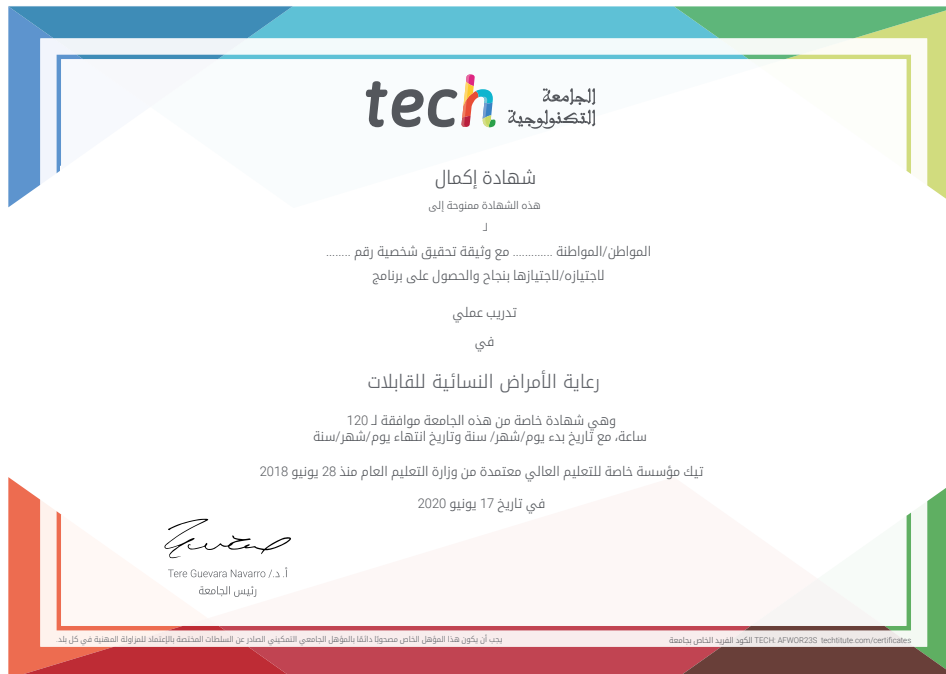 tech الجامعة
التكنولوجية
شهادة إكمال
هذه الشهادة ممنوحة إلى
لـ
المواطن/المواطنة ............ مع وثيقة تحقيق شخصية رقم ........
لاجتيازه/لاجتيازها بنجاح والحصول على برنامج
تدريب عملي
في
رعاية الأمراض النسائية للقابلات
وهي شهادة خاصة من هذه الجامعة موافقة لـ 120
ساعة، مع تاريخ بدء يوم/شهر/ سنة وتاريخ انتهاء يوم/شهر/سنة
تيك مؤسسة خاصة للتعليم العالي معتمدة من وزارة التعليم العام منذ 28 يونيو 2018
في تاريخ 17 يونيو 2020
أ. د./ Tere Guevara Navarro
رئيس الجامعة
الكود الفريد الخاص بجامعة TECH: AFWOR23S techtitute.com/certificates
يجب أن يكون هذا المؤهل الخاص مصحوبًا دائمًا بالمؤهل الجامعي التمكيني الصادر عن السلطات المختصة بالإعتماد للمزاولة المهنية في كل بلد.